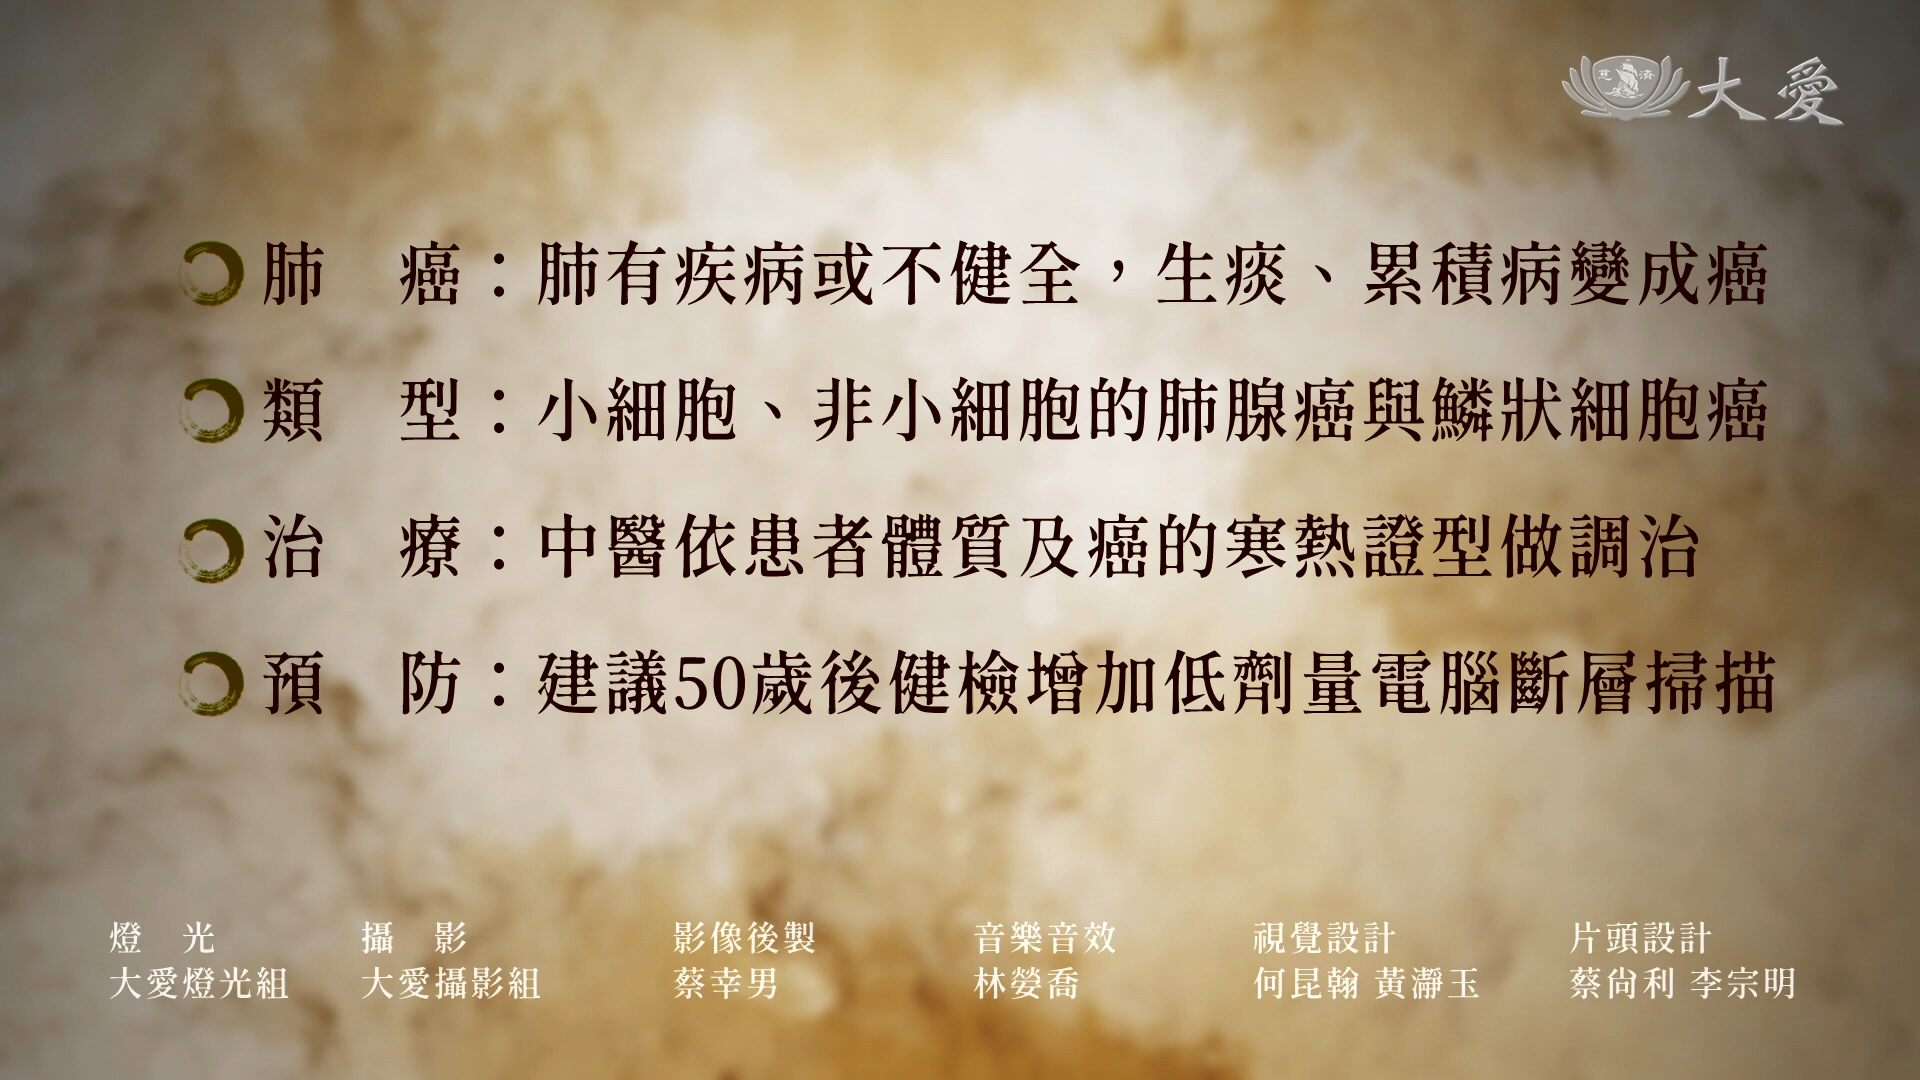 慈濟 大愛
肺　癌：肺有疾病或不健全，生痰、累積病變成癌
類　型：小細胞、非小細胞的肺腺癌與鱗狀細胞癌
治　療：中醫依患者體質及癌的寒熱證型做調治
預　防：建議50歲後健檢增加低劑量電腦斷層掃描
燈　光　攝　影　影像後製　音樂音效　視覺設計　片頭設計
大愛燈光組　大愛攝影組　蔡幸男　林嫈喬　何昆翰 黃瀞玉　蔡尙利 李宗明